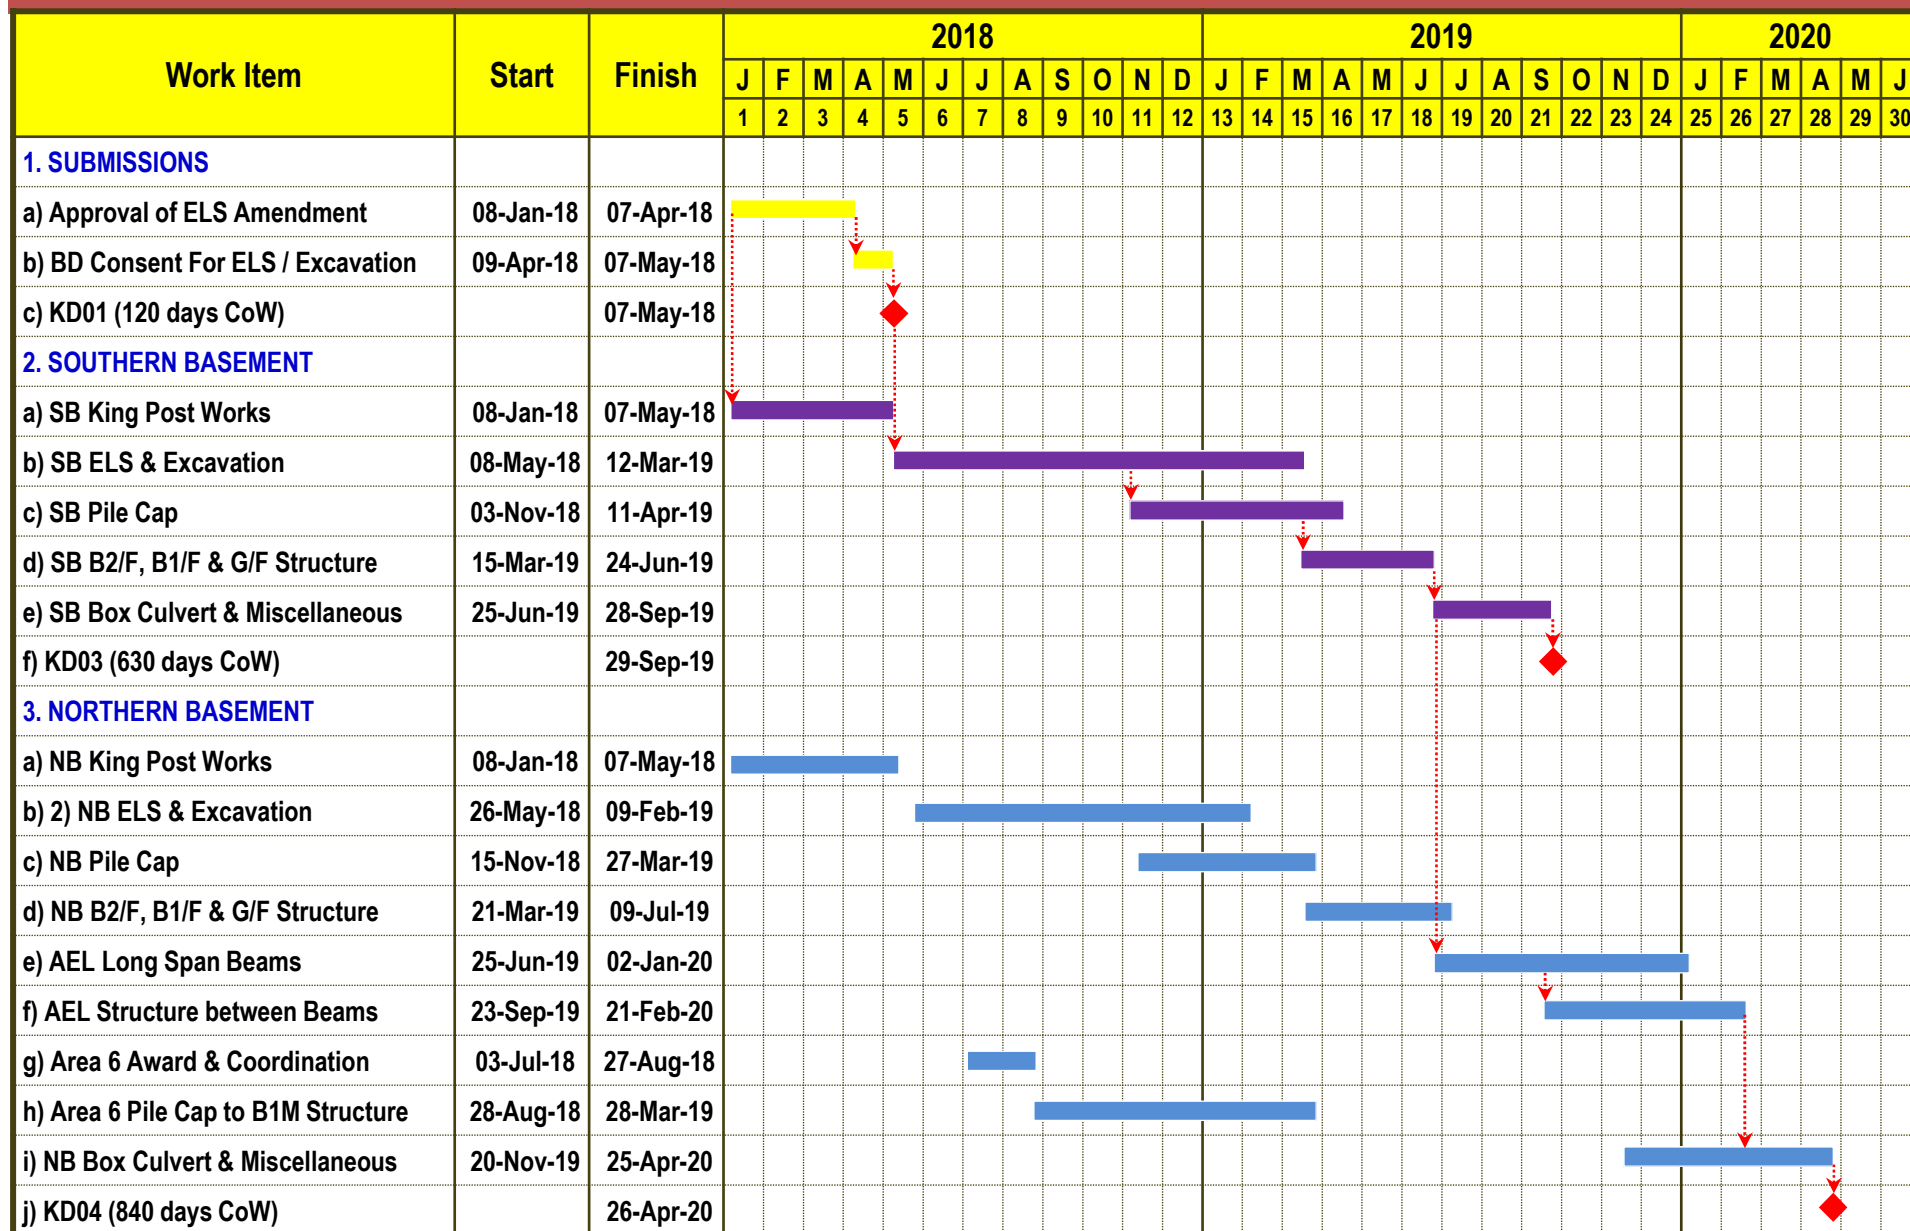 Work Item Start Finish 2018 2019 2020
J F M A M J J A S O N D J F M A M J J A S O N D J F M A M J
1 2 3 4 5 6 7 8 9 10 11 12 13 14 15 16 17 18 19 20 21 22 23 24 25 26 27 28 29 30
1. SUBMISSIONS
a) Approval of ELS Amendment 08-Jan-18 07-Apr-18
b) BD Consent For ELS / Excavation 09-Apr-18 07-May-18
c) KD01 (120 days CoW) 07-May-18
2. SOUTHERN BASEMENT
a) SB King Post Works 08-Jan-18 07-May-18
b) SB ELS & Excavation 08-May-18 12-Mar-19
c) SB Pile Cap 03-Nov-18 11-Apr-19
d) SB B2/F, B1/F & G/F Structure 15-Mar-19 24-Jun-19
e) SB Box Culvert & Miscellaneous 25-Jun-19 28-Sep-19
f) KD03 (630 days CoW) 29-Sep-19
3. NORTHERN BASEMENT
a) NB King Post Works 08-Jan-18 07-May-18
b) 2) NB ELS & Excavation 26-May-18 09-Feb-19
c) NB Pile Cap 15-Nov-18 27-Mar-19
d) NB B2/F, B1/F & G/F Structure 21-Mar-19 09-Jul-19
e) AEL Long Span Beams 25-Jun-19 02-Jan-20
f) AEL Structure between Beams 23-Sep-19 21-Feb-20
g) Area 6 Award & Coordination 03-Jul-18 27-Aug-18
h) Area 6 Pile Cap to B1M Structure 28-Aug-18 28-Mar-19
i) NB Box Culvert & Miscellaneous 20-Nov-19 25-Apr-20
j) KD04 (840 days CoW) 26-Apr-20